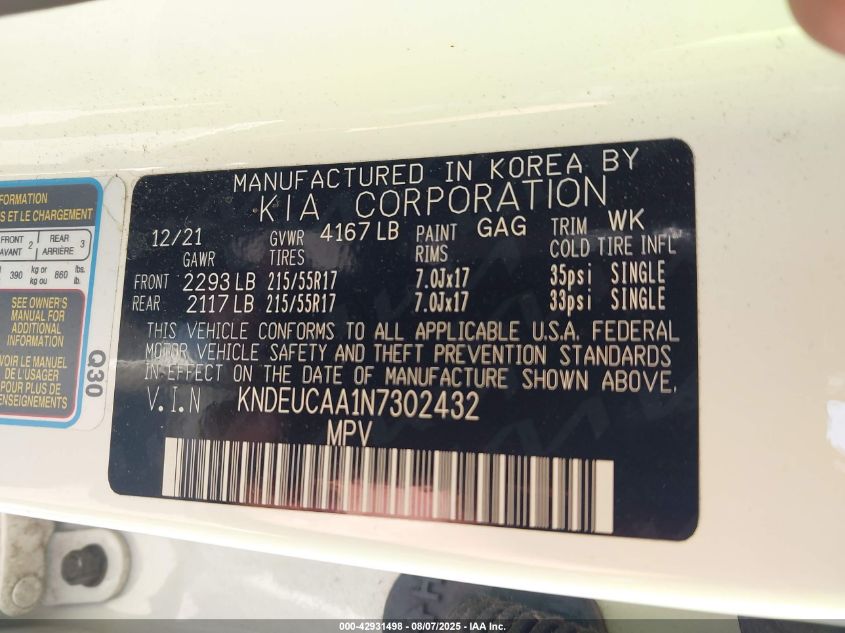 FORMATION
S ET LE CHARGEMENT
FRONT 2 REAR 3
AVANT ARRIÈRE
390 kg or kg ou 860 lbs. lb.
SEE OWNER'S
MANUAL FOR
ADDITIONAL
INFORMATION
VOIR LE MANUEL
DE L'USAGER
POUR PLUS DE
RENSEIGNEMENTS
Q30
MANUFACTURED IN KOREA BY
KIA CORPORATION
12/21 GVWR 4167 LB PAINT GAG TRIM WK
GAWR TIRES RIMS COLD TIRE INFL
FRONT 2293 LB 215/55R17 7.0Jx17 35psi SINGLE
REAR 2117 LB 215/55R17 7.0Jx17 33psi SINGLE
THIS VEHICLE CONFORMS TO ALL APPLICABLE U.S.A. FEDERAL
MOTOR VEHICLE SAFETY AND THEFT PREVENTION STANDARDS
IN EFFECT ON THE DATE OF MANUFACTURE SHOWN ABOVE.
V.I.N KNDEUCAA1N7302432
MPV
000-42931498 - 08/07/2025 - IAA Inc.